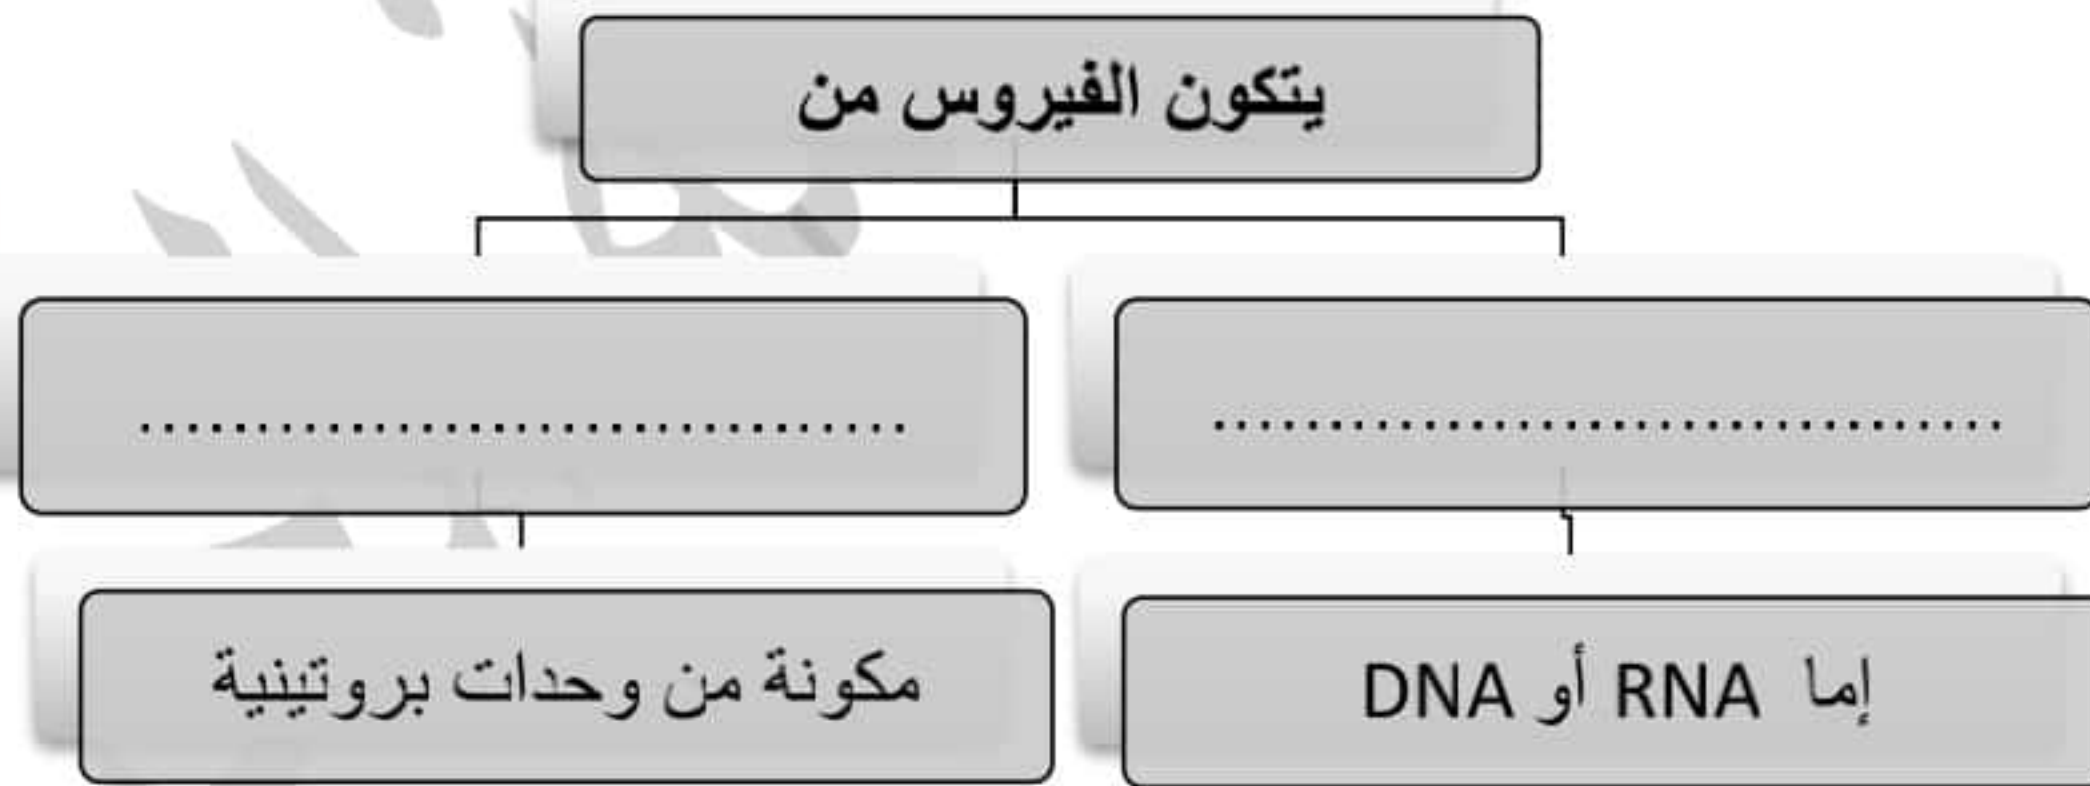 يتكون الفيروس من
..................................
.................................
إما RNA أو DNA
مكونة من وحدات بروتينية